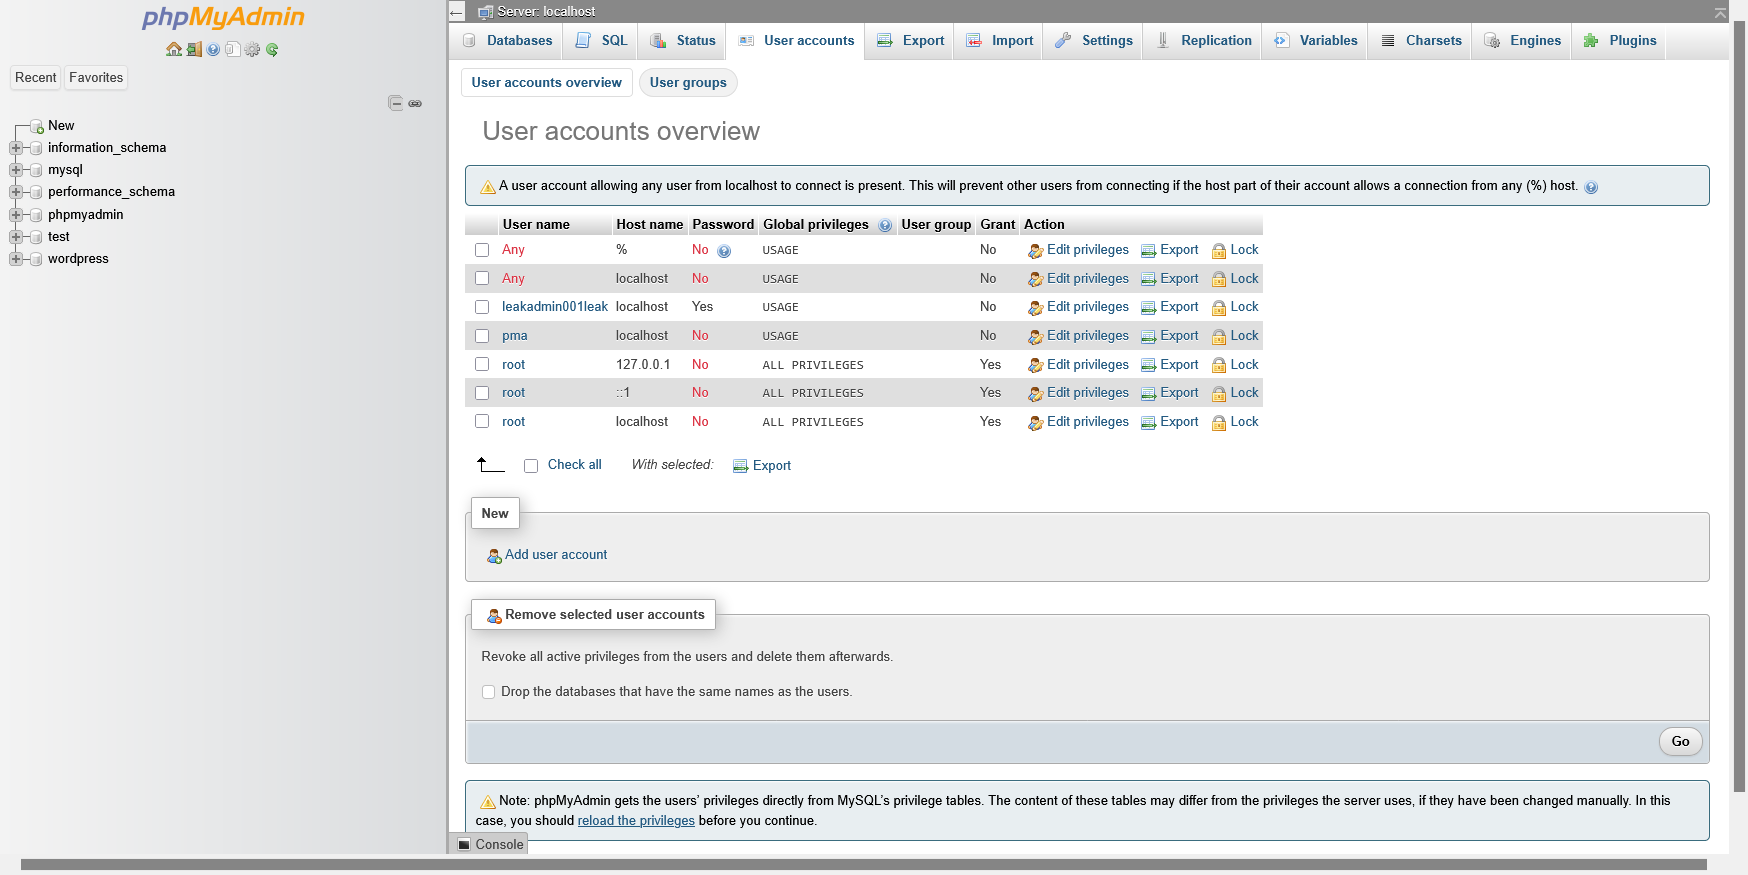 phpMyAdmin
Recent Favorites
New
information_schema
mysql
performance_schema
phpmyadmin
test
wordpress
Server: localhost
Databases SQL Status User accounts Export Import Settings Replication Variables Charsets Engines Plugins
User accounts overview User groups
User accounts overview
A user account allowing any user from localhost to connect is present. This will prevent other users from connecting if the host part of their account allows a connection from any (%) host.
User name Host name Password Global privileges User group Grant Action
Any % No USAGE No Edit privileges Export Lock
Any localhost No USAGE No Edit privileges Export Lock
leakadmin001leak localhost Yes USAGE No Edit privileges Export Lock
pma localhost No USAGE No Edit privileges Export Lock
root 127.0.0.1 No ALL PRIVILEGES Yes Edit privileges Export Lock
root ::1 No ALL PRIVILEGES Yes Edit privileges Export Lock
root localhost No ALL PRIVILEGES Yes Edit privileges Export Lock
Check all With selected: Export
New
Add user account
Remove selected user accounts
Revoke all active privileges from the users and delete them afterwards.
Drop the databases that have the same names as the users.
Go
Note: phpMyAdmin gets the users’ privileges directly from MySQL’s privilege tables. The content of these tables may differ from the privileges the server uses, if they have been changed manually. In this
case, you should reload the privileges before you continue.
Console